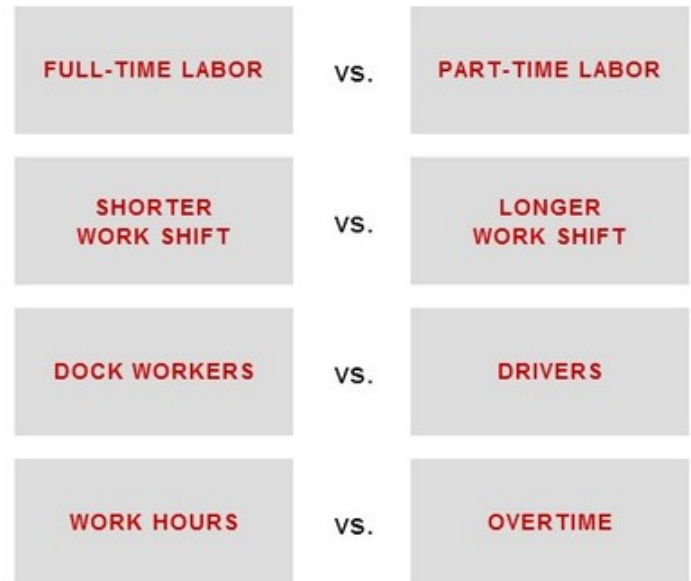 FULL-TIME LABOR
VS.
PART-TIME LABOR
SHORTER
WORK SHIFT
VS.
LONGER
WORK SHIFT
DOCK WORKERS
VS.
DRIVERS
WORK HOURS
VS.
OVERTIME